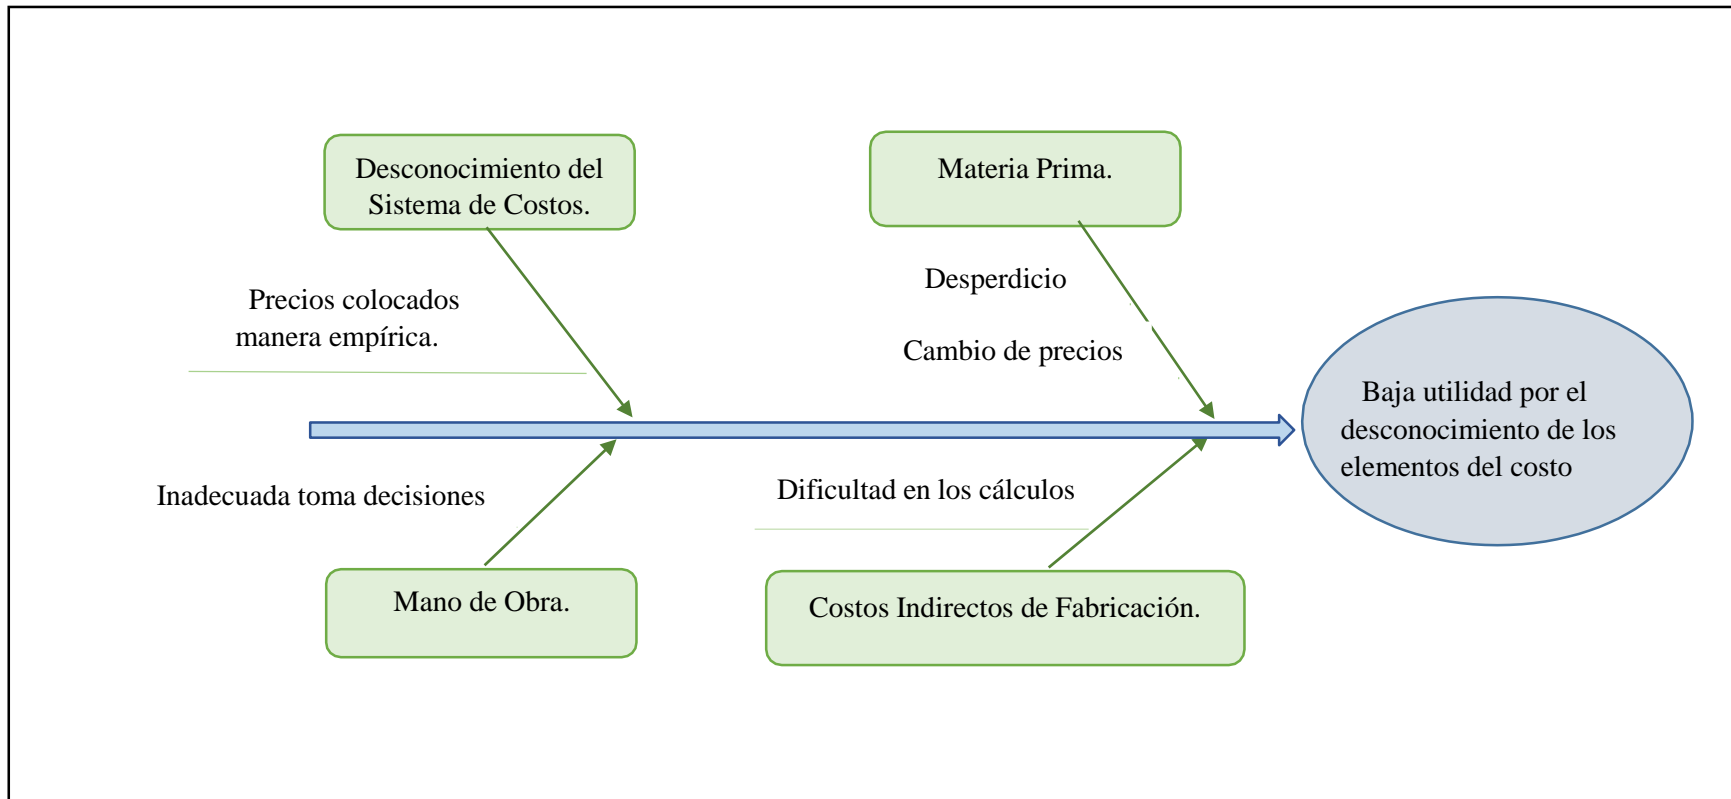 Desconocimiento del
Sistema de Costos.
Materia Prima.
Precios colocados
manera empírica.
Desperdicio
Cambio de precios
Baja utilidad por el
desconocimiento de los
elementos del costo
Inadecuada toma decisiones
Dificultad en los cálculos
Mano de Obra.
Costos Indirectos de Fabricación.